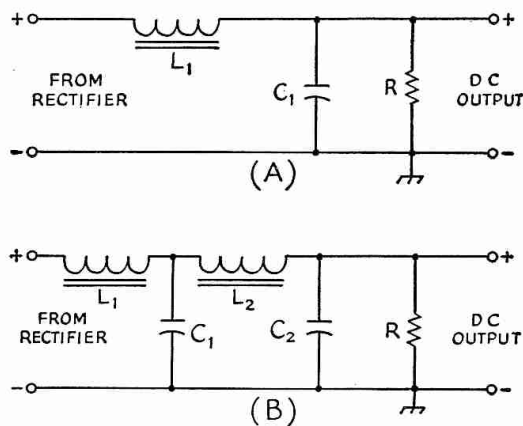 + +
L1
FROM
RECTIFIER
C1
R
DC
OUTPUT
- -
(A)
+ +
L1
L2
FROM
RECTIFIER
C1
C2
R
DC
OUTPUT
- -
(B)